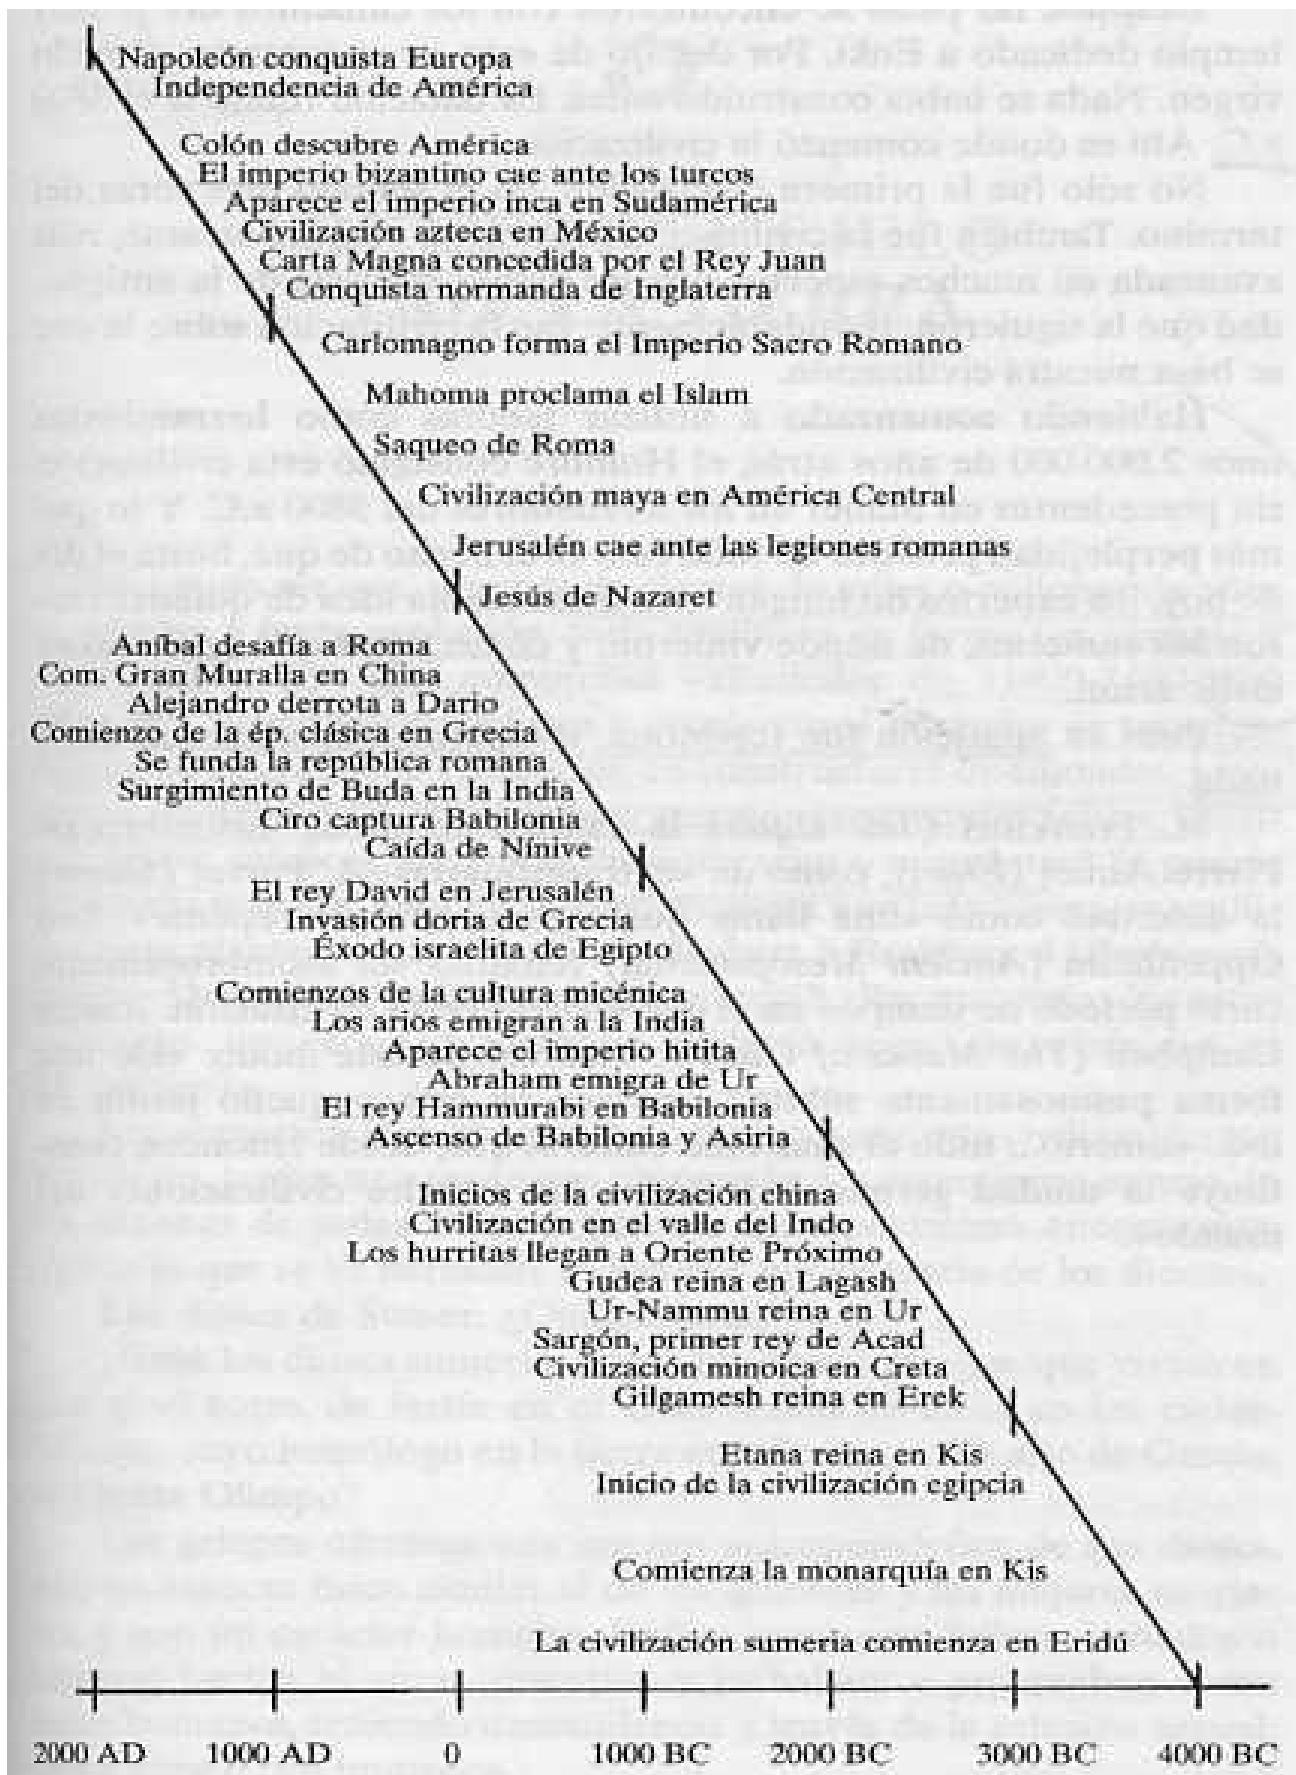 Napoleón conquista Europa
Independencia de América
Colón descubre América
El imperio bizantino cae ante los turcos
Aparece el imperio inca en Sudamérica
Civilización azteca en México
Carta Magna concedida por el Rey Juan
Conquista normanda de Inglaterra
Carlomagno forma el Imperio Sacro Romano
Mahoma proclama el Islam
Saqueo de Roma
Civilización maya en América Central
Jerusalén cae ante las legiones romanas
Jesús de Nazaret
Aníbal desafía a Roma
Com. Gran Muralla en China
Alejandro derrota a Darío
Comienzo de la ép. clásica en Grecia
Se funda la república romana
Surgimiento de Buda en la India
Ciro captura Babilonia
Caída de Nínive
El rey David en Jerusalén
Invasión doria de Grecia
Éxodo israelita de Egipto
Comienzos de la cultura micénica
Los arios emigran a la India
Aparece el imperio hitita
Abraham emigra de Ur
El rey Hammurabi en Babilonia
Ascenso de Babilonia y Asiria
Inicios de la civilización china
Civilización en el valle del Indo
Los hurritas llegan a Oriente Próximo
Gudea reina en Lagash
Ur-Nammu reina en Ur
Sargón, primer rey de Acad
Civilización minoica en Creta
Gilgamesh reina en Erek
Etana reina en Kis
Inicio de la civilización egipcia
Comienza la monarquía en Kis
La civilización sumeria comienza en Eridú
2000 AD 1000 AD 0 1000 BC 2000 BC 3000 BC 4000 BC